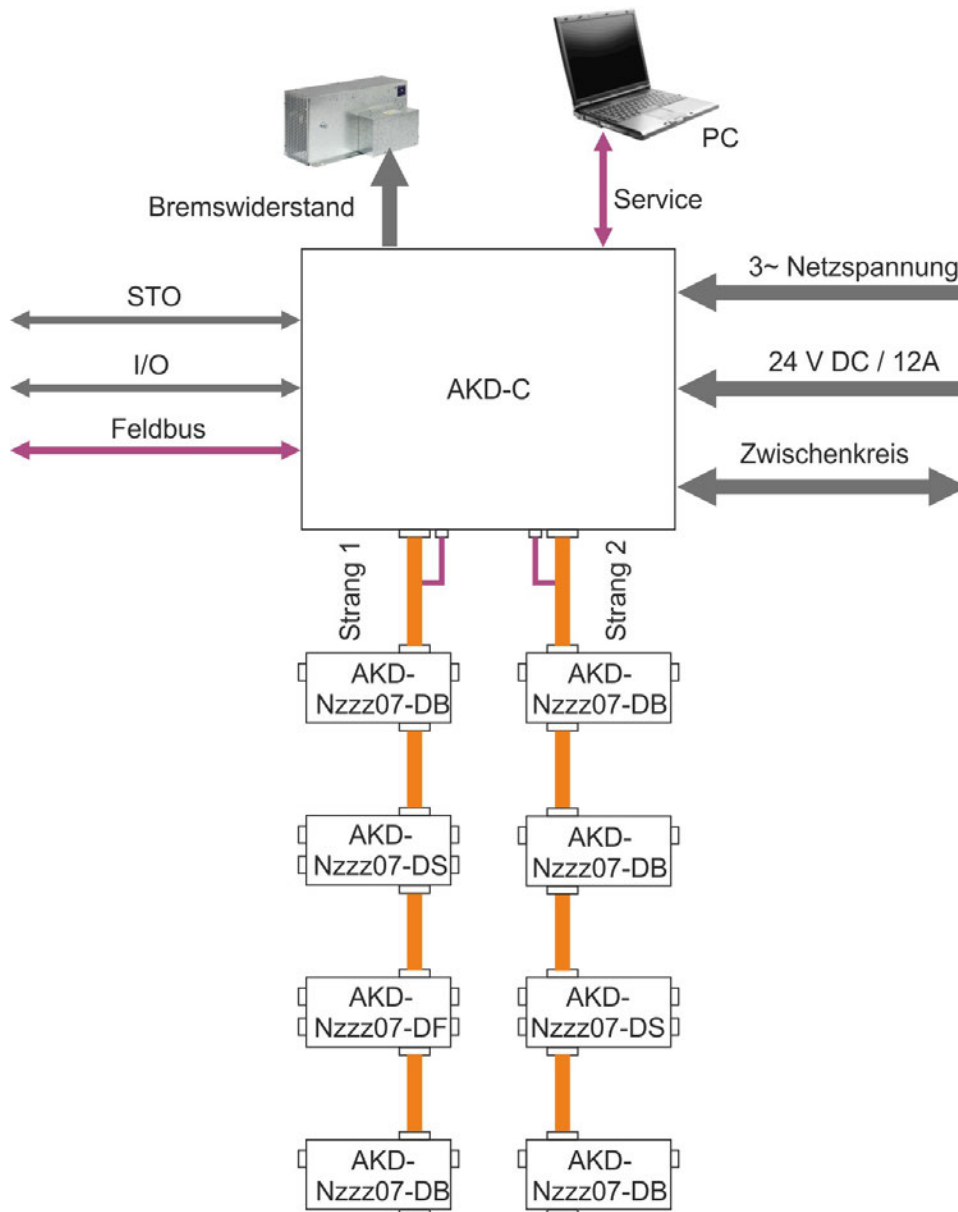 PC
Bremswiderstand
Service
3~ Netzspannung
STO
I/O
24 V DC / 12A
AKD-C
Feldbus
Zwischenkreis
Strang 1
Strang 2
AKD-
Nzzz07-DB
AKD-
Nzzz07-DB
AKD-
Nzzz07-DS
AKD-
Nzzz07-DB
AKD-
Nzzz07-DF
AKD-
Nzzz07-DS
AKD-
Nzzz07-DB
AKD-
Nzzz07-DB